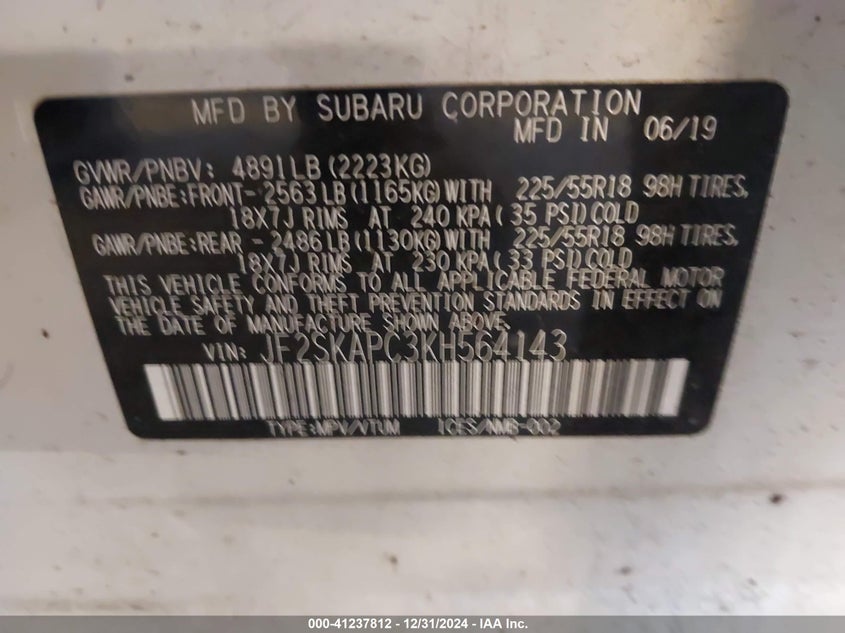 MFD BY SUBARU CORPORATION
MFD IN 06/19
GVWR/PNBV: 4891LB (2223KG)
GAWR/PNBE:FRONT-2563LB(1165KG)WITH 225/55R18 98H TIRES,
18X7J RIMS AT 240 KPA(35 PSI)COLD
GAWR/PNBE:REAR -2486LB(1130KG)WITH 225/55R18 98H TIRES,
18X7J RIMS AT 230 KPA(33 PSI)COLD
THIS VEHICLE CONFORMS TO ALL APPLICABLE FEDERAL MOTOR
VEHICLE SAFETY AND THEFT PREVENTION STANDARDS IN EFFECT ON
THE DATE OF MANUFACTURE SHOWN ABOVE.
VIN: JF2SKAPC3KH564143
TYPE:MPV/VTUM ICES/NMB-002
000-41237812 - 12/31/2024 - IAA Inc.